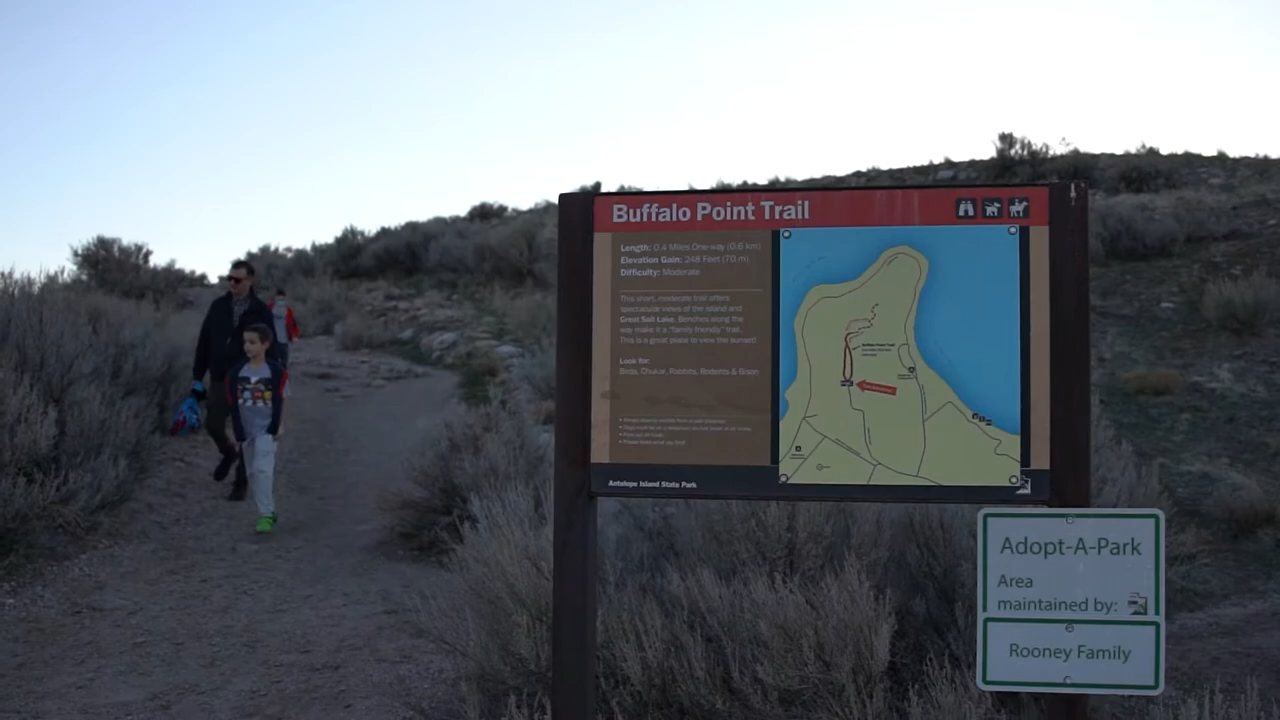 Buffalo Point Trail
Length: 0.4 Miles One-way (0.6 km)
Elevation Gain: 248 Feet (70 m)
Difficulty: Moderate
This short, moderate trail offers
spectacular views of the island and
Great Salt Lake. Benches along the
way make it a "family friendly" trail.
This is a great place to view the sunset!
Look for:
Birds, Chukar, Rabbits, Rodents & Bison
Buffalo Point Trail
Antelope Island State Park
Adopt-A-Park
Area
maintained by:
Rooney Family